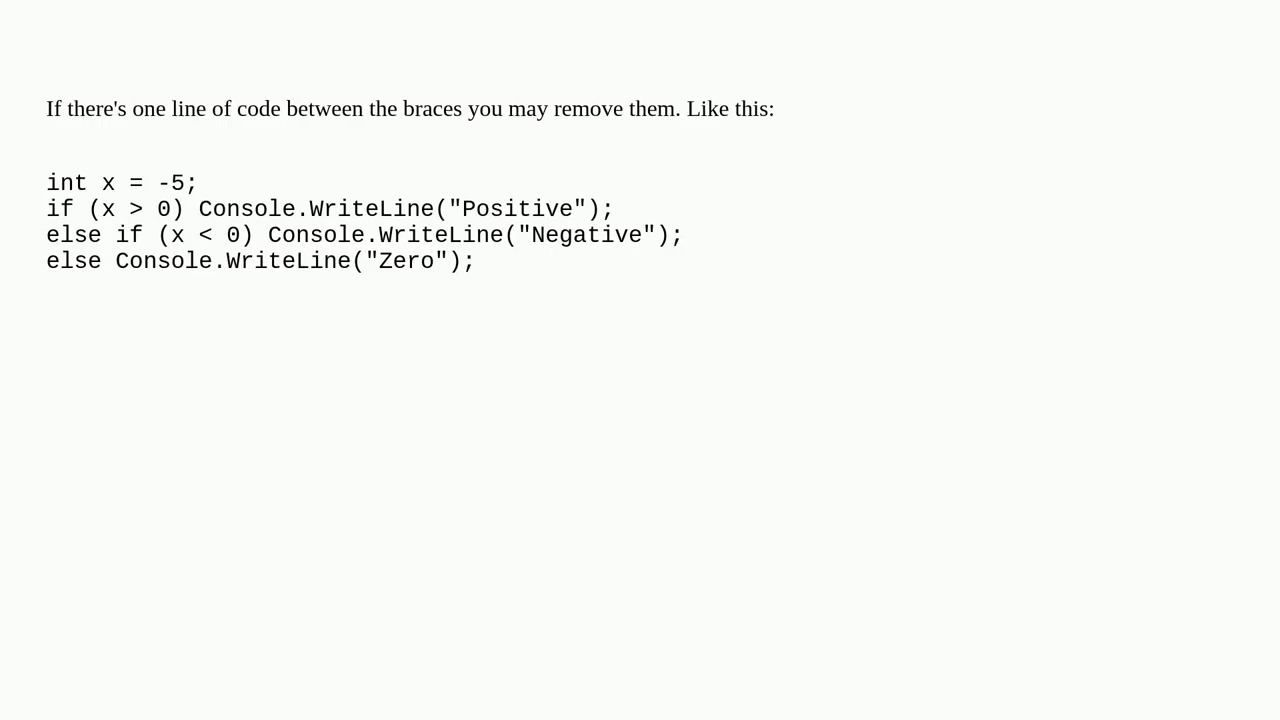 If there's one line of code between the braces you may remove them. Like this:
int x = -5;
if (x > 0) Console.WriteLine("Positive");
else if (x < 0) Console.WriteLine("Negative");
else Console.WriteLine("Zero");